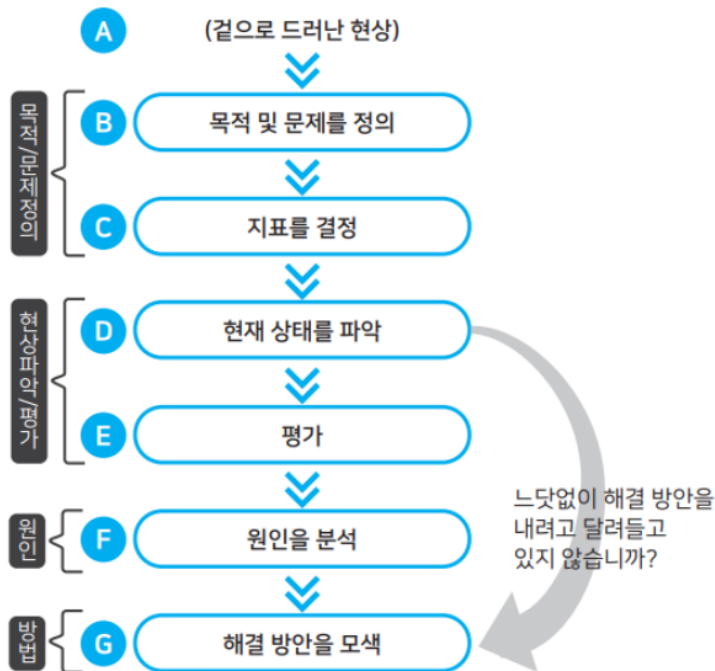 A (겉으로 드러난 현상)
목적/문제정의
B 목적 및 문제를 정의
C 지표를 결정
현상파악/평가
D 현재 상태를 파악
E 평가
느닷없이 해결 방안을
내려고 달려들고
있지 않습니까?
원인
F 원인을 분석
방법
G 해결 방안을 모색